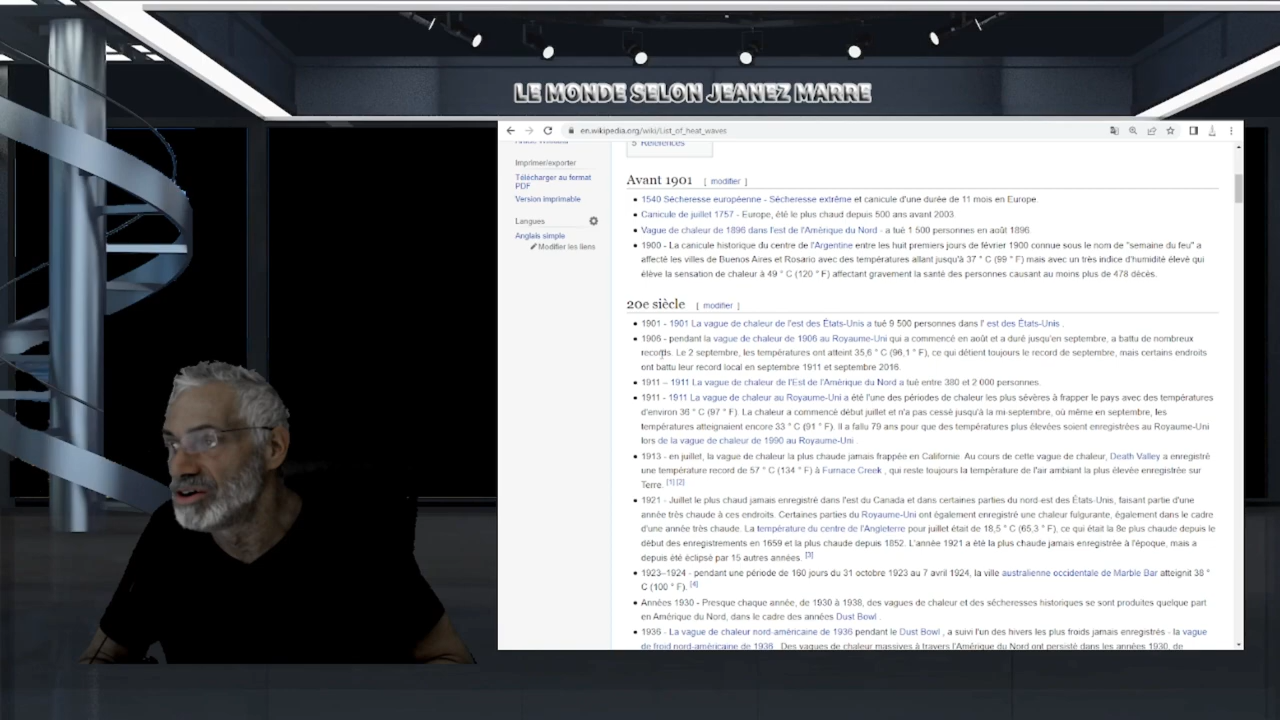 LE MONDE SELON JEANEZ MARRE
en.wikipedia.org/wiki/List_of_heat_waves
5 References
Imprimer/exporter
Télécharger au format
PDF
Version imprimable
Langues
Anglais simple
Modifier les liens
Avant 1901 [ modifier ]
1540 Sécheresse européenne - Sécheresse extrême et canicule d'une durée de 11 mois en Europe.
Canicule de juillet 1757 - Europe, été le plus chaud depuis 500 ans avant 2003
Vague de chaleur de 1896 dans l'est de l'Amérique du Nord - a tué 1 500 personnes en août 1896.
1900 - La canicule historique du centre de l'Argentine entre les huit premiers jours de février 1900 connue sous le nom de "semaine du feu" a
affecté les villes de Buenos Aires et Rosario avec des températures allant jusqu'à 37 ° C (99 ° F) mais avec un très indice d'humidité élevé qui
élève la sensation de chaleur à 49 ° C (120 ° F) affectant gravement la santé des personnes causant au moins plus de 478 décès.
20e siècle [ modifier ]
1901 - 1901 La vague de chaleur de l'est des États-Unis a tué 9 500 personnes dans l' est des États-Unis .
1906 - pendant la vague de chaleur de 1906 au Royaume-Uni qui a commencé en août et a duré jusqu'en septembre, a battu de nombreux
records. Le 2 septembre, les températures ont atteint 35,6 ° C (96,1 ° F), ce qui détient toujours le record de septembre, mais certains endroits
ont battu leur record local en septembre 1911 et septembre 2016.
1911 – 1911 La vague de chaleur de l'Est de l'Amérique du Nord a tué entre 380 et 2 000 personnes.
1911 - 1911 La vague de chaleur au Royaume-Uni a été l'une des périodes de chaleur les plus sévères à frapper le pays avec des températures
d'environ 36 ° C (97 ° F). La chaleur a commencé début juillet et n'a pas cessé jusqu'à la mi-septembre, où même en septembre, les
températures atteignaient encore 33 ° C (91 ° F). Il a fallu 79 ans pour que des températures plus élevées soient enregistrées au Royaume-Uni
lors de la vague de chaleur de 1990 au Royaume-Uni .
1913 - en juillet, la vague de chaleur la plus chaude jamais frappée en Californie. Au cours de cette vague de chaleur, Death Valley a enregistré
une température record de 57 ° C (134 ° F) à Furnace Creek , qui reste toujours la température de l'air ambiant la plus élevée enregistrée sur
Terre. [1] [2]
1921 - Juillet le plus chaud jamais enregistré dans l'est du Canada et dans certaines parties du nord-est des États-Unis, faisant partie d'une
année très chaude à ces endroits. Certaines parties du Royaume-Uni ont également enregistré une chaleur fulgurante, également dans le cadre
d'une année très chaude. La température du centre de l'Angleterre pour juillet était de 18,5 ° C (65,3 ° F), ce qui était la 8e plus chaude depuis le
début des enregistrements en 1659 et la plus chaude depuis 1852. L'année 1921 a été la plus chaude jamais enregistrée à l'époque, mais a
depuis été éclipsé par 15 autres années. [3]
1923–1924 - pendant une période de 160 jours du 31 octobre 1923 au 7 avril 1924, la ville australienne occidentale de Marble Bar atteignit 38 °
C (100 ° F). [4]
Années 1930 - Presque chaque année, de 1930 à 1938, des vagues de chaleur et des sécheresses historiques se sont produites quelque part
en Amérique du Nord, dans le cadre des années Dust Bowl .
1936 - La vague de chaleur nord-américaine de 1936 pendant le Dust Bowl , a suivi l'un des hivers les plus froids jamais enregistrés - la vague
de froid nord-américaine de 1936 . Des vagues de chaleur massives à travers l'Amérique du Nord ont persisté dans les années 1930, de